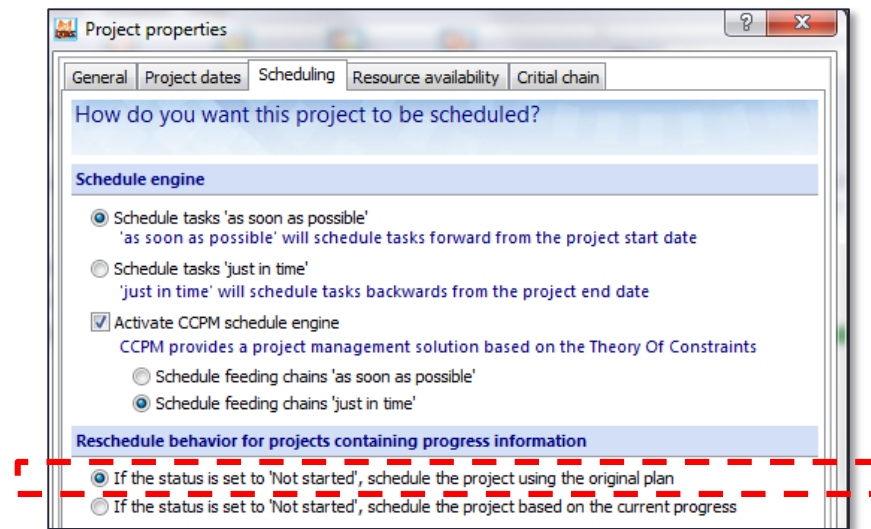 Project properties
General Project dates Scheduling Resource availability Critial chain
How do you want this project to be scheduled?
Schedule engine
Schedule tasks 'as soon as possible'
'as soon as possible' will schedule tasks forward from the project start date
Schedule tasks 'just in time'
'just in time' will schedule tasks backwards from the project end date
Activate CCPM schedule engine
CCPM provides a project management solution based on the Theory Of Constraints
Schedule feeding chains 'as soon as possible'
Schedule feeding chains 'just in time'
Reschedule behavior for projects containing progress information
If the status is set to 'Not started', schedule the project using the original plan
If the status is set to 'Not started', schedule the project based on the current progress